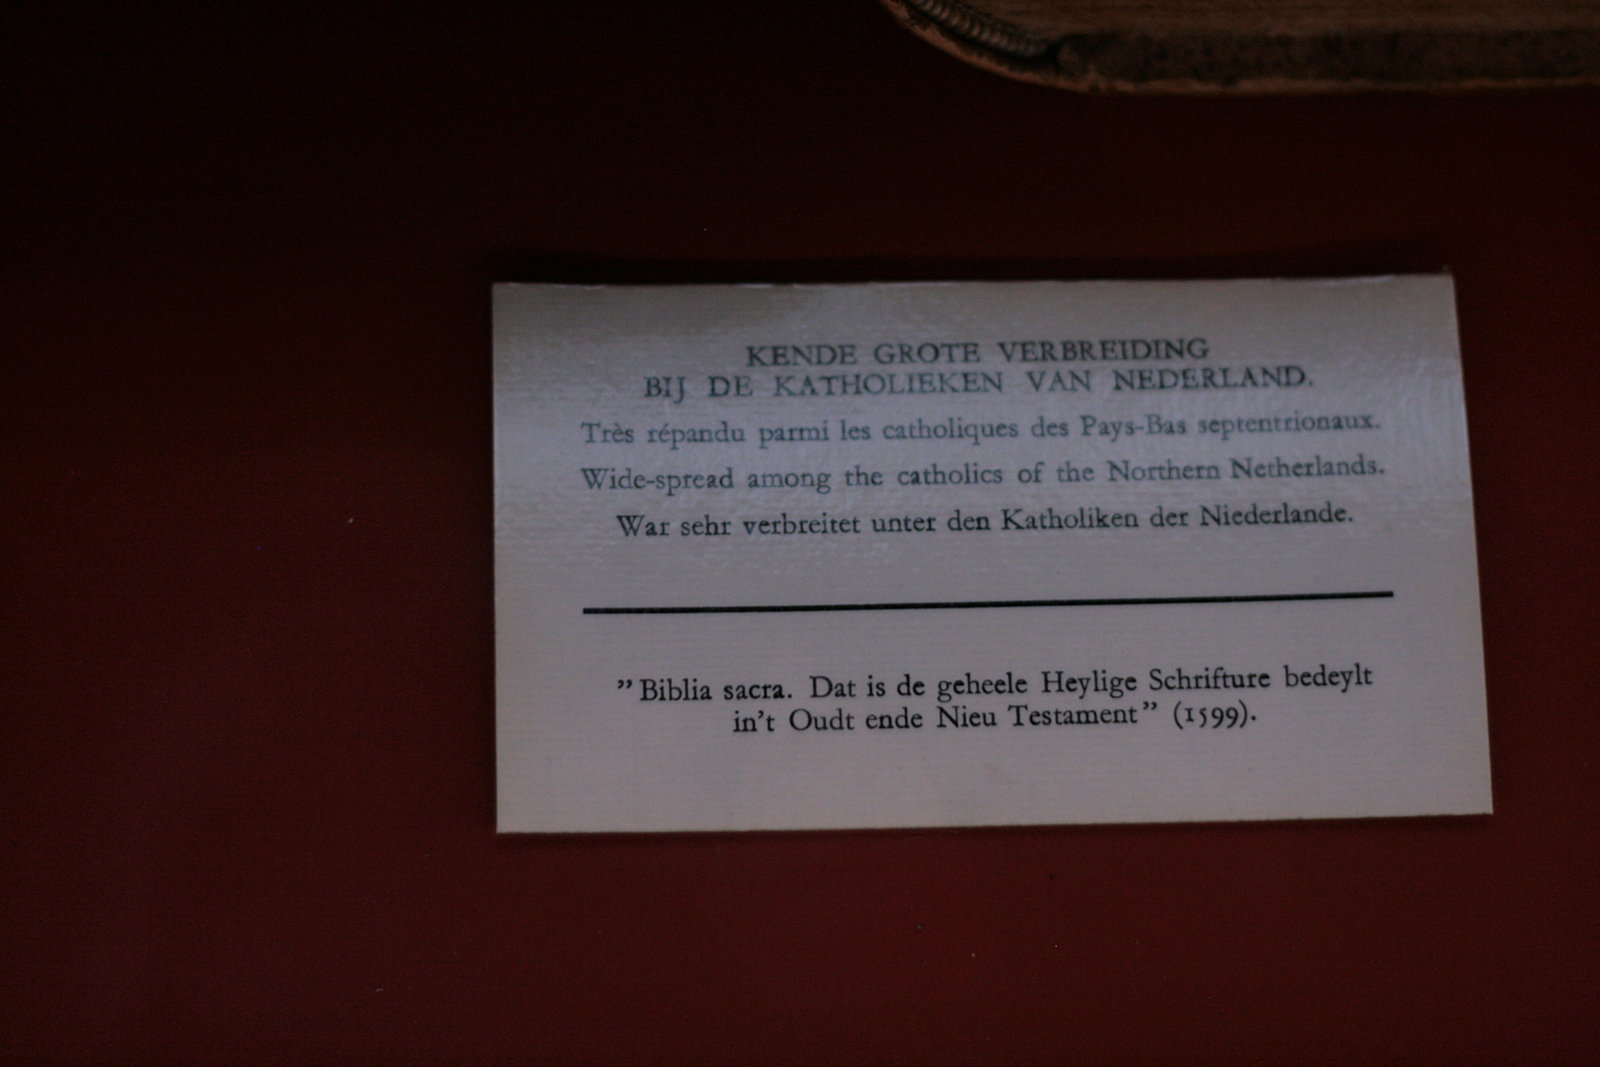 KENDE GROTE VERBREIDING
BIJ DE KATHOLIEKEN VAN NEDERLAND.
Très répandu parmi les catholiques des Pays-Bas septentrionaux.
Wide-spread among the catholics of the Northern Netherlands.
War sehr verbreitet unter den Katholiken der Niederlande.
”Biblia sacra. Dat is de geheele Heylige Schrifture bedeylt
in’t Oudt ende Nieu Testament” (1599).